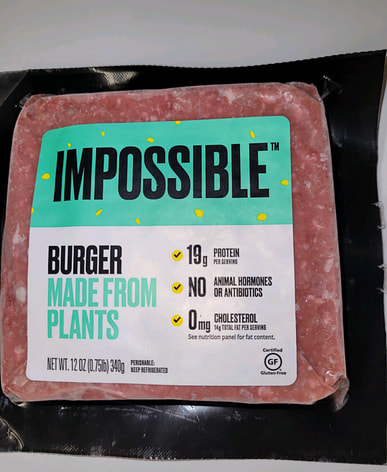 IMPOSSIBLE™
BURGER
MADE FROM
PLANTS
19g PROTEIN
PER SERVING
NO ANIMAL HORMONES
OR ANTIBIOTICS
0mg CHOLESTEROL
14g TOTAL FAT PER SERVING
See nutrition panel for fat content.
NET WT. 12 OZ (0.75lb) 340g
PERISHABLE:
KEEP REFRIGERATED
Certified
GF
Gluten-Free